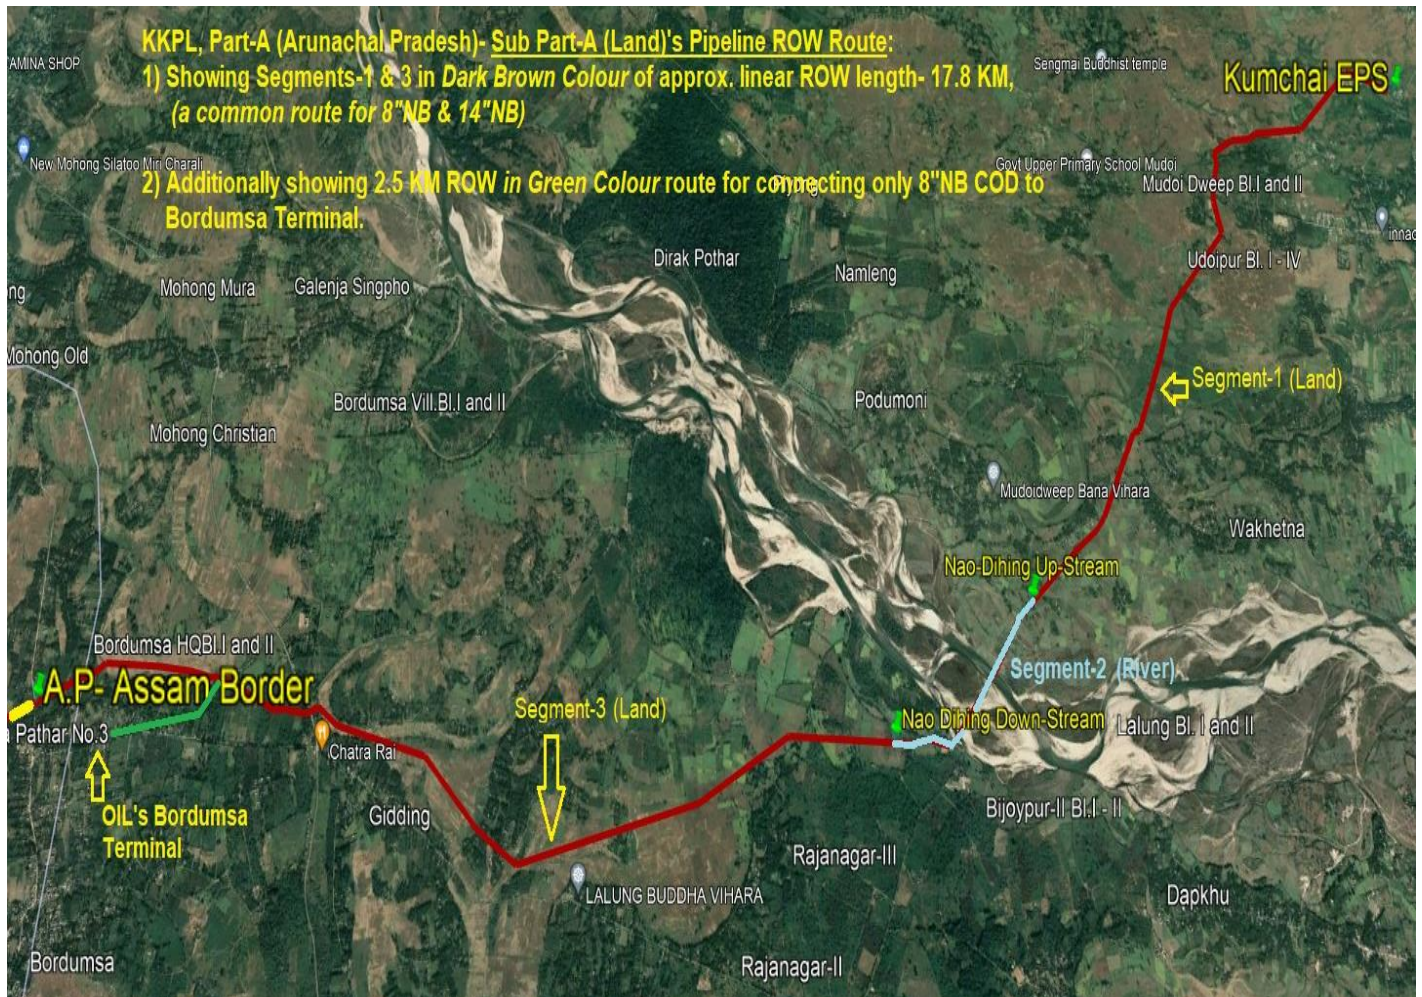 KKPL, Part-A (Arunachal Pradesh)- Sub Part-A (Land)'s Pipeline ROW Route:
1) Showing Segments-1 & 3 in Dark Brown Colour of approx. linear ROW length- 17.8 KM,
(a common route for 8"NB & 14"NB)
2) Additionally showing 2.5 KM ROW in Green Colour route for connecting only 8"NB COD to
Bordumsa Terminal.
TAMINA SHOP
Sengmai Buddhist temple
Kumchai EPS
New Mohong Silatoo Miri Charali
Govt Upper Primary School Mudoi
Mudoi Dweep Bl.I and II
innao
Dirak Pothar
Udoipur Bl. I - IV
Namleng
Mohong Mura
Galenja Singpho
ong
Mohong Old
Segment-1 (Land)
Bordumsa Vill.Bl.I and II
Podumoni
Mohong Christian
Mudoidweep Bana Vihara
Wakhetna
Nao-Dihing Up-Stream
Bordumsa HQBl.I and II
Segment-2 (River)
A.P- Assam Border
Segment-3 (Land)
Nao Dihing Down-Stream
Lalung Bl. I and II
a Pathar No.3
Chatra Rai
OIL's Bordumsa
Terminal
Gidding
Bijoypur-II Bl.I - II
Rajanagar-III
LALUNG BUDDHA VIHARA
Dapkhu
Bordumsa
Rajanagar-II